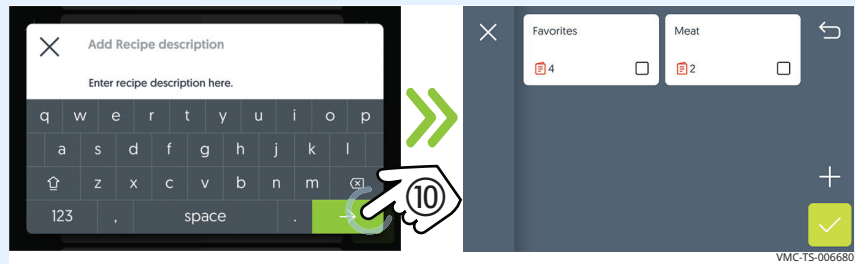 Add Recipe description
Enter recipe description here.
q w e r t y u i o p
a s d f g h j k l
z x c v b n m
123 , space .
⑩
Favorites
4
Meat
2
VMC-TS-006680